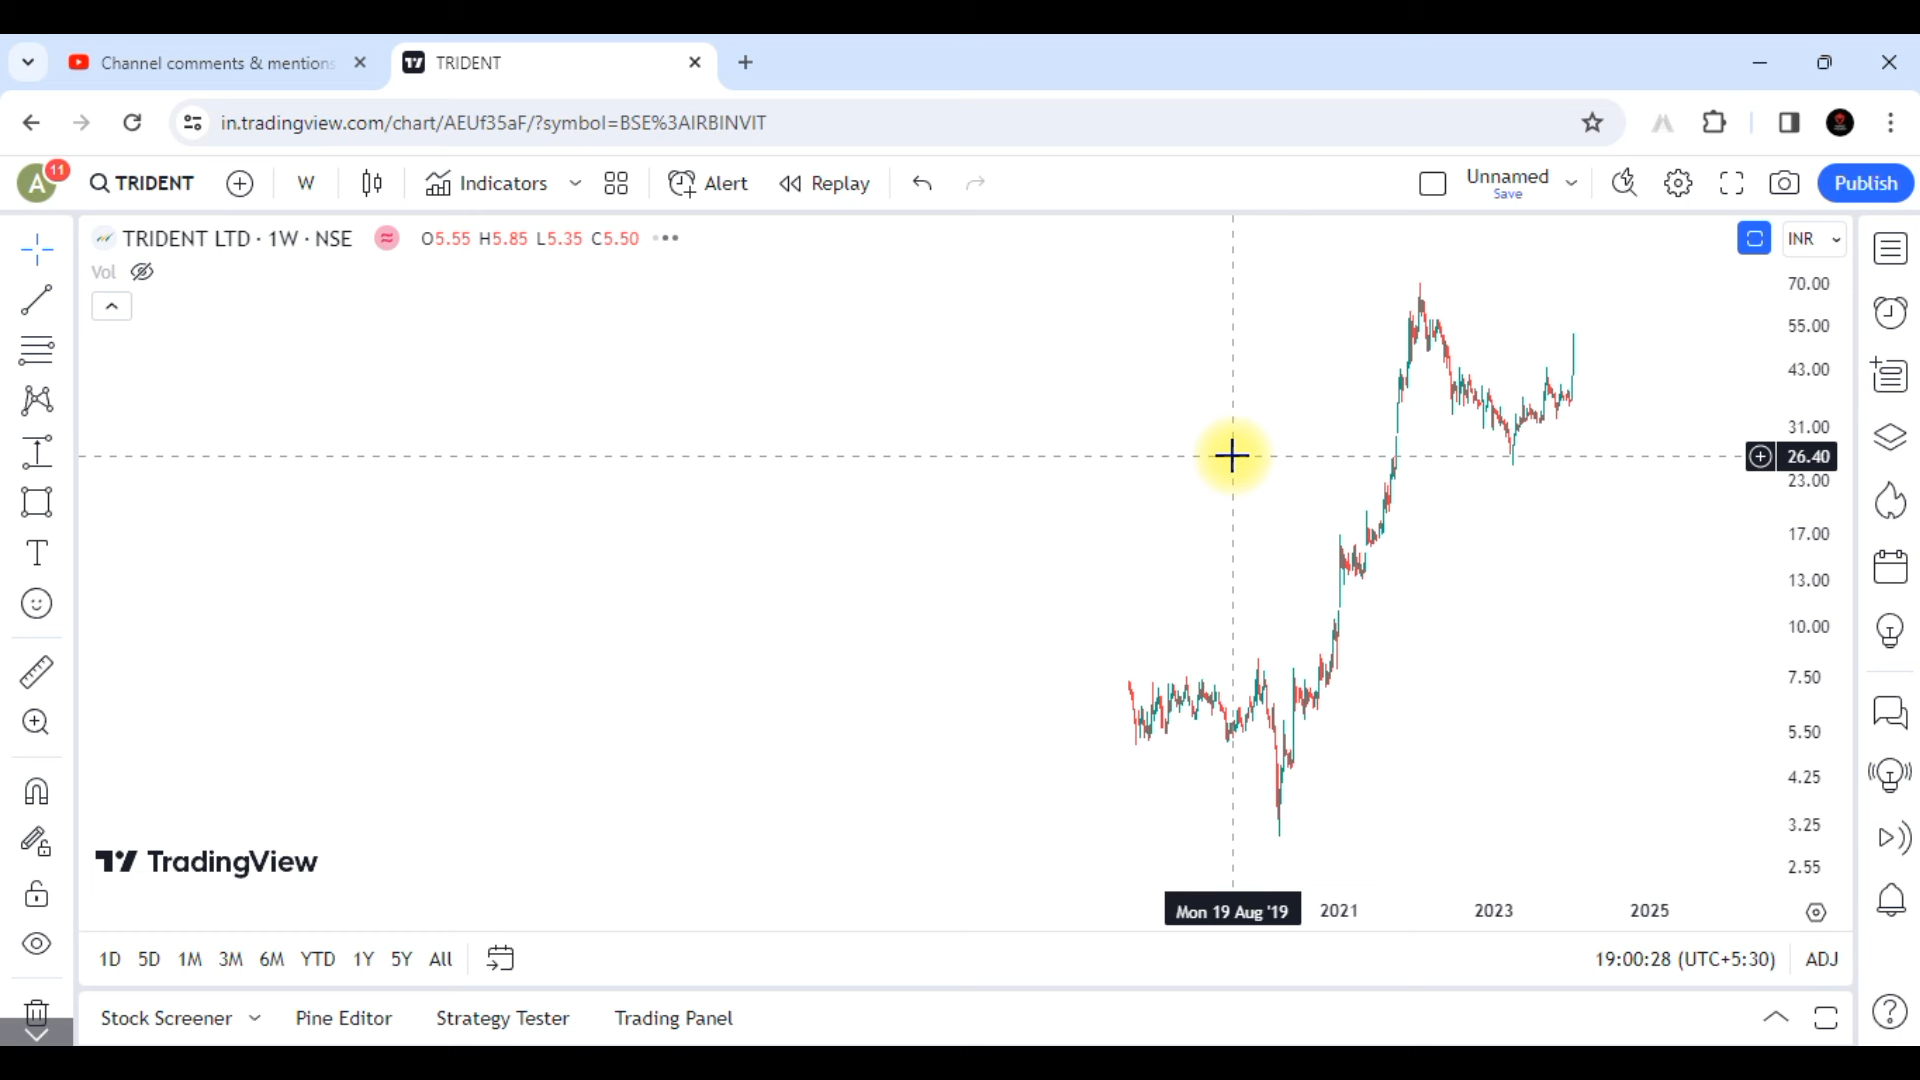 Channel comments & mentions
TRIDENT
in.tradingview.com/chart/AEUf35aF/?symbol=BSE%3AIRBINVIT
A 11 TRIDENT W Indicators Alert Replay Unnamed Save Publish
TRIDENT LTD · 1W · NSE O5.55 H5.85 L5.35 C5.50 INR
Vol
70.00
55.00
43.00
31.00
26.40
23.00
17.00
13.00
10.00
7.50
5.50
4.25
3.25
2.55
TradingView
Mon 19 Aug '19 2021 2023 2025
1D 5D 1M 3M 6M YTD 1Y 5Y All 19:00:28 (UTC+5:30) ADJ
Stock Screener Pine Editor Strategy Tester Trading Panel